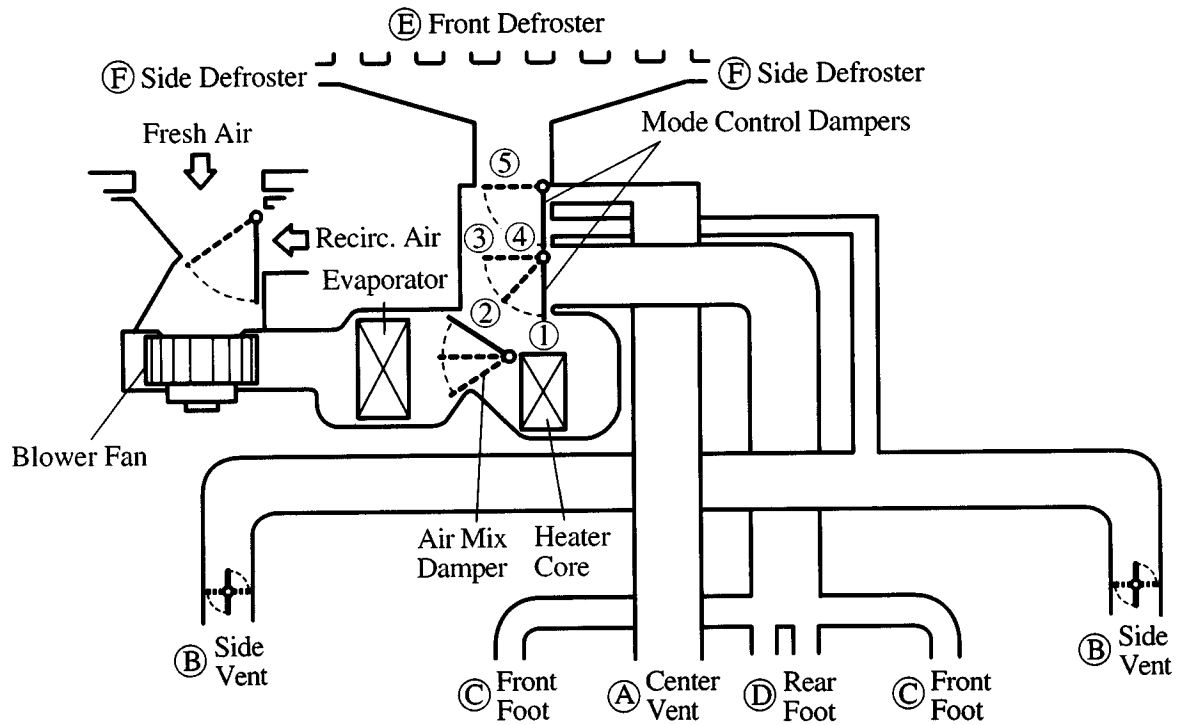 Ⓔ Front Defroster
Ⓕ Side Defroster
Ⓕ Side Defroster
Fresh Air
Mode Control Dampers
⑤
Recirc. Air
③ ④
Evaporator
②
①
Blower Fan
Air Mix
Damper
Heater
Core
Ⓑ Side
Vent
Ⓒ Front
Foot
Ⓐ Center
Vent
Ⓓ Rear
Foot
Ⓒ Front
Foot
Ⓑ Side
Vent